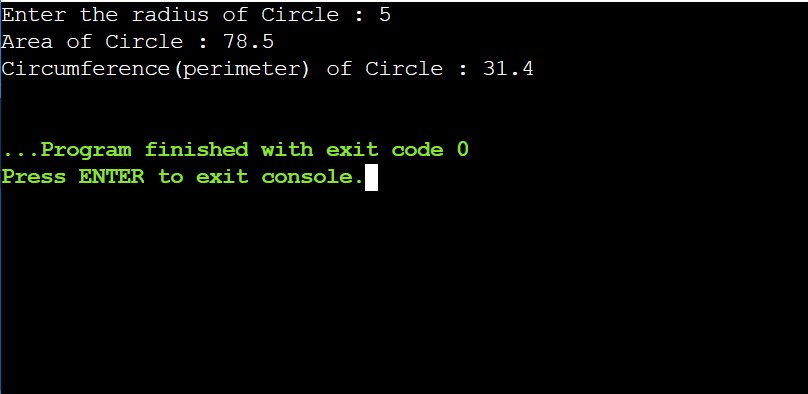 Enter the radius of Circle : 5
Area of Circle : 78.5
Circumference(perimeter) of Circle : 31.4
...Program finished with exit code 0
Press ENTER to exit console.